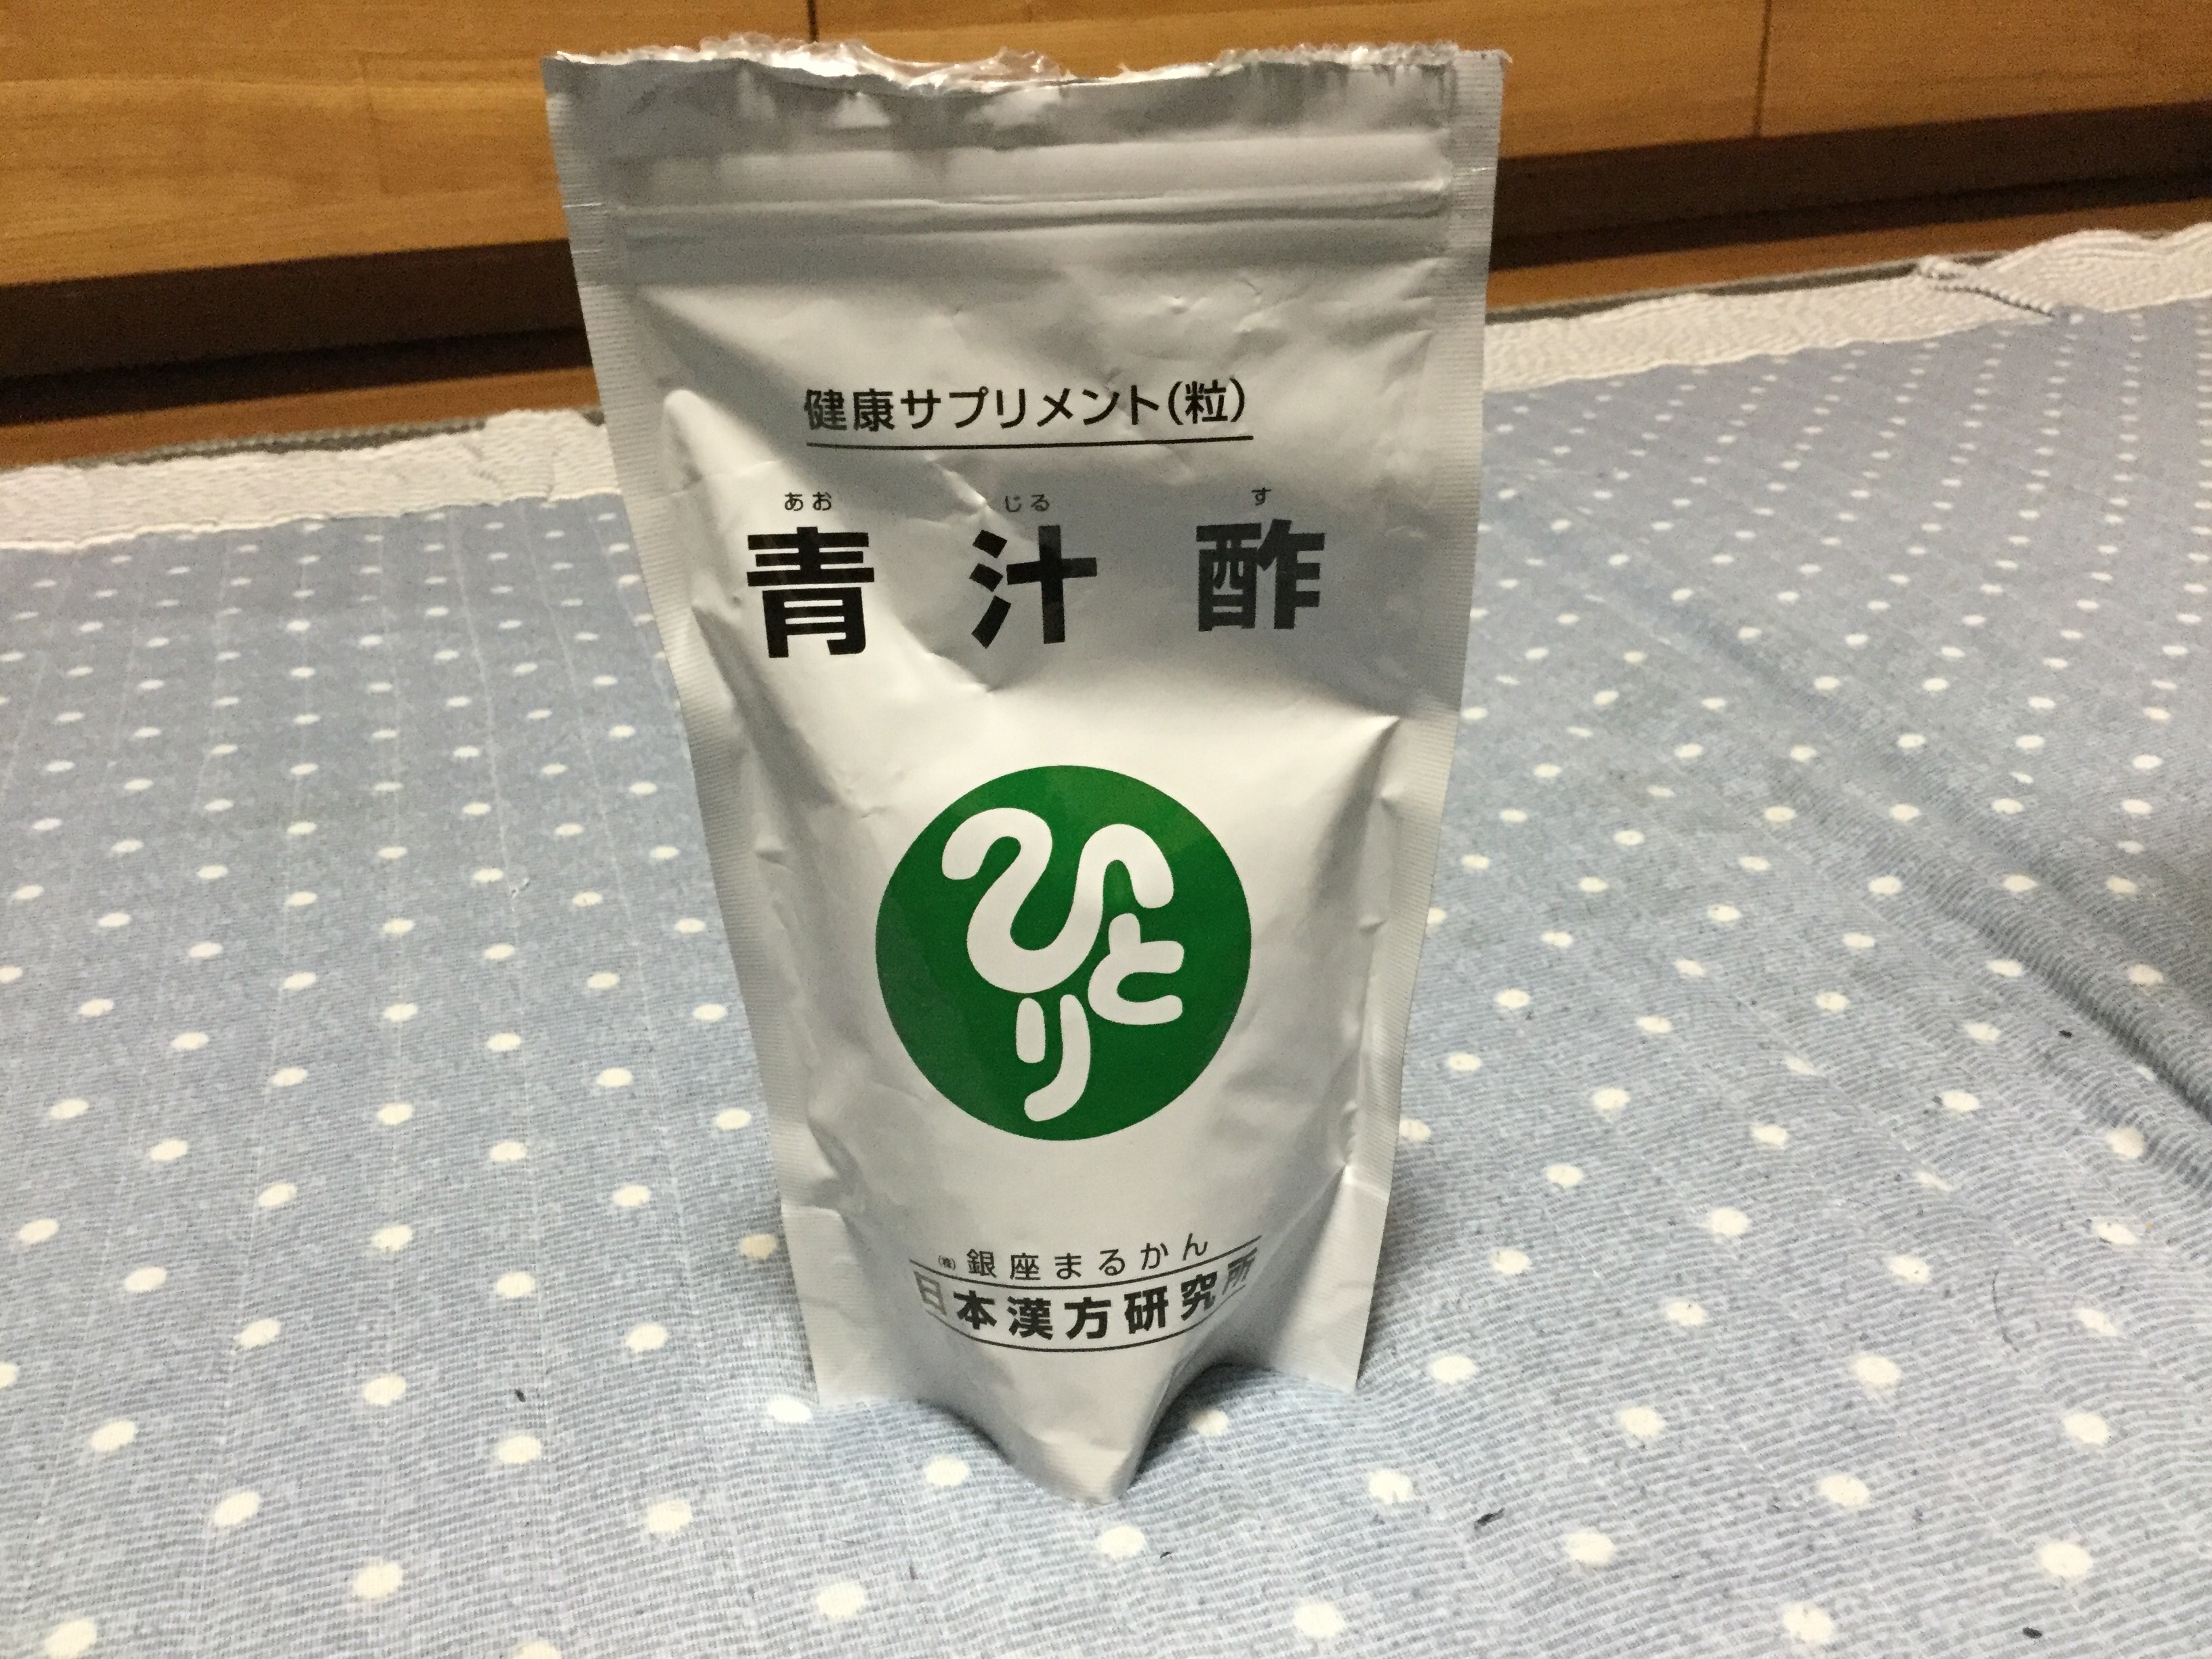 健康サプリメント(粒)
あお じる す
青汁酢
ひとり
㈱銀座まるかん
日本漢方研究所